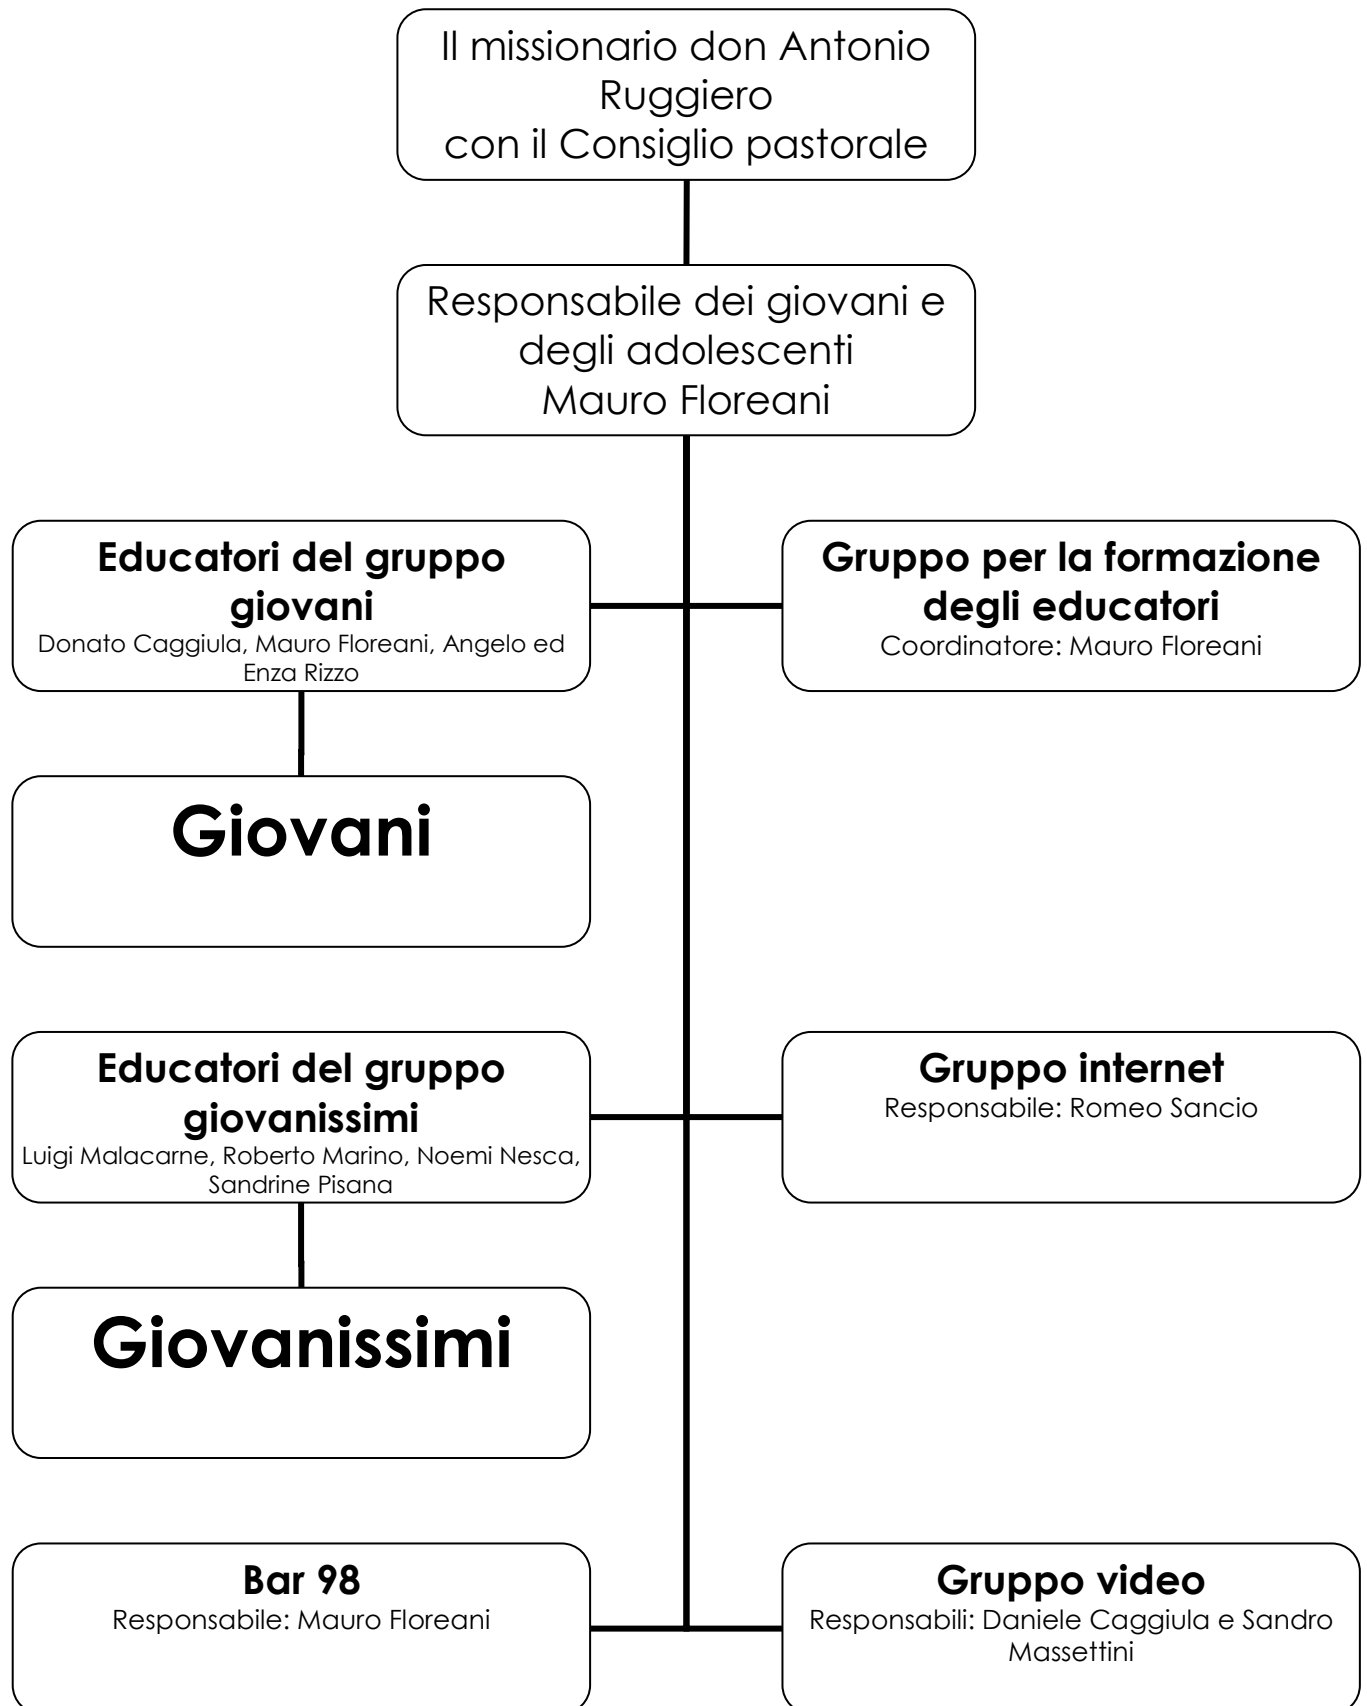 Il missionario don Antonio
Ruggiero
con il Consiglio pastorale
Responsabile dei giovani e
degli adolescenti
Mauro Floreani
Educatori del gruppo
giovani
Donato Caggiula, Mauro Floreani, Angelo ed
Enza Rizzo
Gruppo per la formazione
degli educatori
Coordinatore: Mauro Floreani
Giovani
Educatori del gruppo
giovanissimi
Luigi Malacarne, Roberto Marino, Noemi Nesca,
Sandrine Pisana
Gruppo internet
Responsabile: Romeo Sancio
Giovanissimi
Bar 98
Responsabile: Mauro Floreani
Gruppo video
Responsabili: Daniele Caggiula e Sandro
Massettini